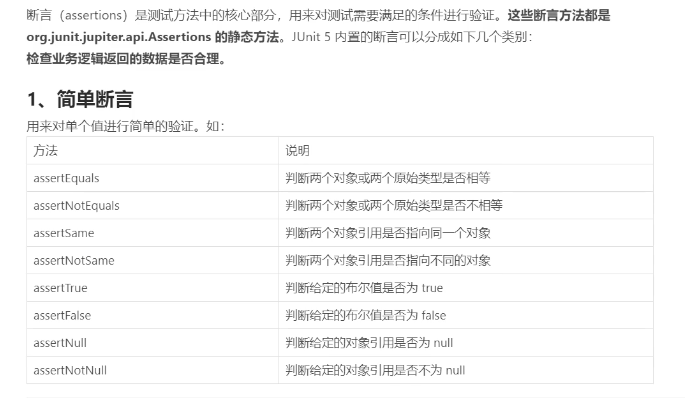 断言（assertions）是测试方法中的核心部分，用来对测试需要满足的条件进行验证。这些断言方法都是
org.junit.jupiter.api.Assertions 的静态方法。JUnit 5 内置的断言可以分成如下几个类别：
检查业务逻辑返回的数据是否合理。
1、简单断言
用来对单个值进行简单的验证。如：
方法 说明
assertEquals 判断两个对象或两个原始类型是否相等
assertNotEquals 判断两个对象或两个原始类型是否不相等
assertSame 判断两个对象引用是否指向同一个对象
assertNotSame 判断两个对象引用是否指向不同的对象
assertTrue 判断给定的布尔值是否为 true
assertFalse 判断给定的布尔值是否为 false
assertNull 判断给定的对象引用是否为 null
assertNotNull 判断给定的对象引用是否不为 null